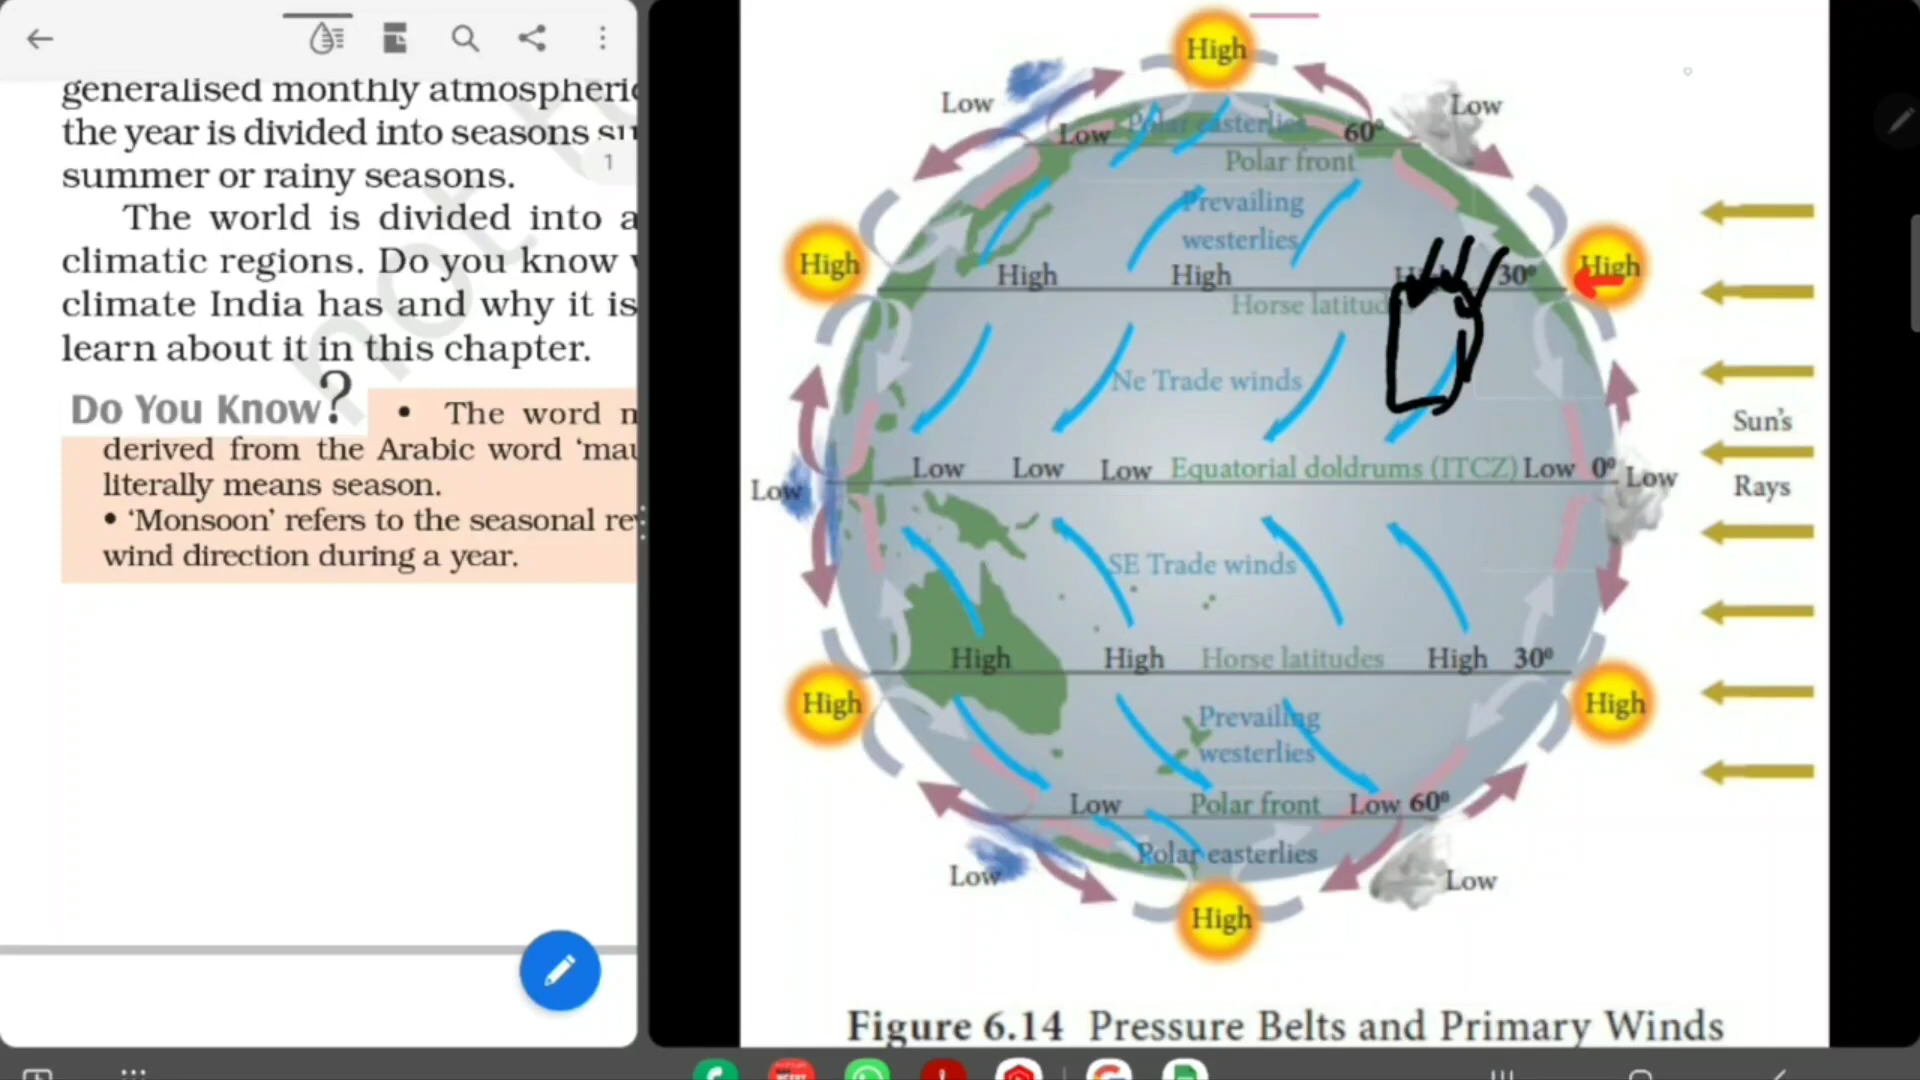 generalised monthly atmospheric
the year is divided into seasons su
1
summer or rainy seasons.
The world is divided into a
climatic regions. Do you know
climate India has and why it is
learn about it in this chapter.
Do You Know?
• The word m
derived from the Arabic word ‘mau
literally means season.
• ‘Monsoon’ refers to the seasonal re
wind direction during a year.
High
Low
Low
Low Polar easterlies 60°
Polar front
Prevailing
westerlies
High
High
High High 30°
Horse latitud
Ne Trade winds
Sun's
Rays
Low
Low Low Low Equatorial doldrums (ITCZ) Low 0°
Low
SE Trade winds
High High Horse latitudes High 30°
High
High
Prevailing
westerlies
Low Polar front Low 60°
Polar easterlies
Low
Low
High
Figure 6.14 Pressure Belts and Primary Winds